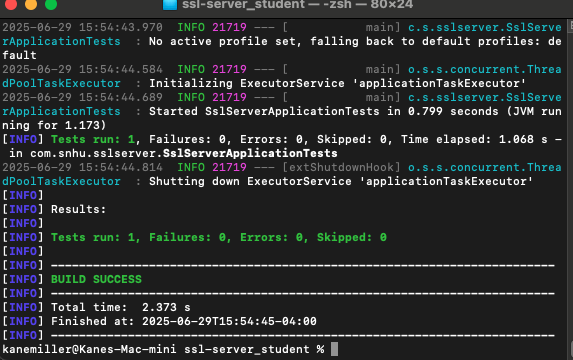 ssl-server_student — -zsh — 80×24
2025-06-29 15:54:43.970  INFO 21719 --- [           main] c.s.sslserver.SslServe
rApplicationTests  : No active profile set, falling back to default profiles: de
fault
2025-06-29 15:54:44.584  INFO 21719 --- [           main] o.s.s.concurrent.Threa
dPoolTaskExecutor  : Initializing ExecutorService 'applicationTaskExecutor'
2025-06-29 15:54:44.689  INFO 21719 --- [           main] c.s.sslserver.SslServe
rApplicationTests  : Started SslServerApplicationTests in 0.799 seconds (JVM run
ning for 1.173)
[INFO] Tests run: 1, Failures: 0, Errors: 0, Skipped: 0, Time elapsed: 1.068 s -
 in com.snhu.sslserver.SslServerApplicationTests
2025-06-29 15:54:44.814  INFO 21719 --- [extShutdownHook] o.s.s.concurrent.Threa
dPoolTaskExecutor  : Shutting down ExecutorService 'applicationTaskExecutor'
[INFO]
[INFO] Results:
[INFO]
[INFO] Tests run: 1, Failures: 0, Errors: 0, Skipped: 0
[INFO]
[INFO] ------------------------------------------------------------------------
[INFO] BUILD SUCCESS
[INFO] ------------------------------------------------------------------------
[INFO] Total time:  2.373 s
[INFO] Finished at: 2025-06-29T15:54:45-04:00
[INFO] ------------------------------------------------------------------------
kanemiller@Kanes-Mac-mini ssl-server_student %